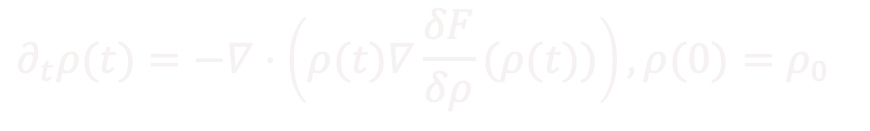 ∂ₜρ(t) = −∇ · (ρ(t)∇ δF/δρ (ρ(t))), ρ(0) = ρ₀